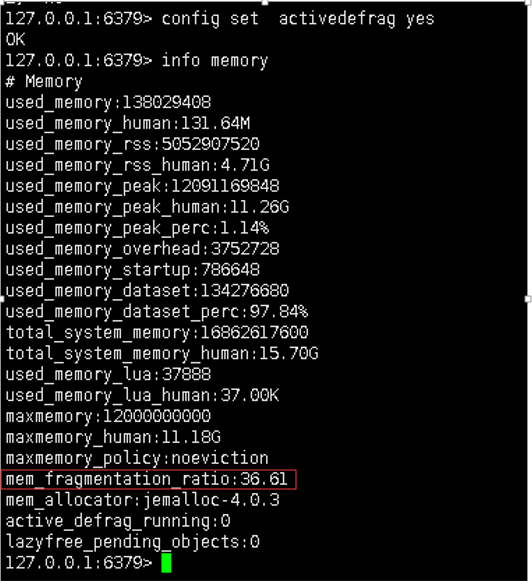 127.0.0.1:6379> config set  activedefrag yes
OK
127.0.0.1:6379> info memory
# Memory
used_memory:138029408
used_memory_human:131.64M
used_memory_rss:5052907520
used_memory_rss_human:4.71G
used_memory_peak:12091169848
used_memory_peak_human:11.26G
used_memory_peak_perc:1.14%
used_memory_overhead:3752728
used_memory_startup:786648
used_memory_dataset:134276680
used_memory_dataset_perc:97.84%
total_system_memory:16862617600
total_system_memory_human:15.70G
used_memory_lua:37888
used_memory_lua_human:37.00K
maxmemory:12000000000
maxmemory_human:11.18G
maxmemory_policy:noeviction
mem_fragmentation_ratio:36.61
mem_allocator:jemalloc-4.0.3
active_defrag_running:0
lazyfree_pending_objects:0
127.0.0.1:6379>